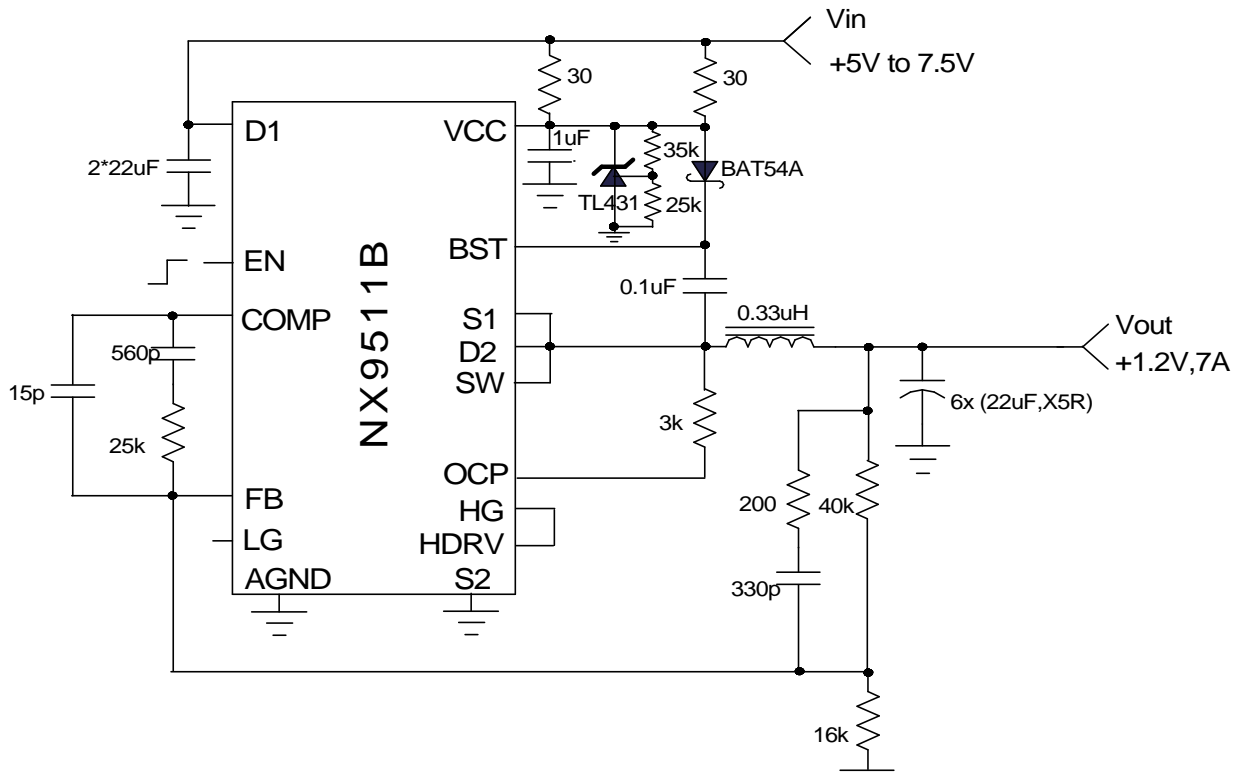 Vin
+5V to 7.5V
30
30
D1
VCC
1uF
35k
BAT54A
2*22uF
TL431
25k
BST
EN
0.1uF
NX9511B
COMP
S1
0.33uH
Vout
D2
+1.2V,7A
560p
SW
15p
6x (22uF,X5R)
3k
25k
OCP
FB
HG
200
40k
LG
HDRV
AGND
S2
330p
16k